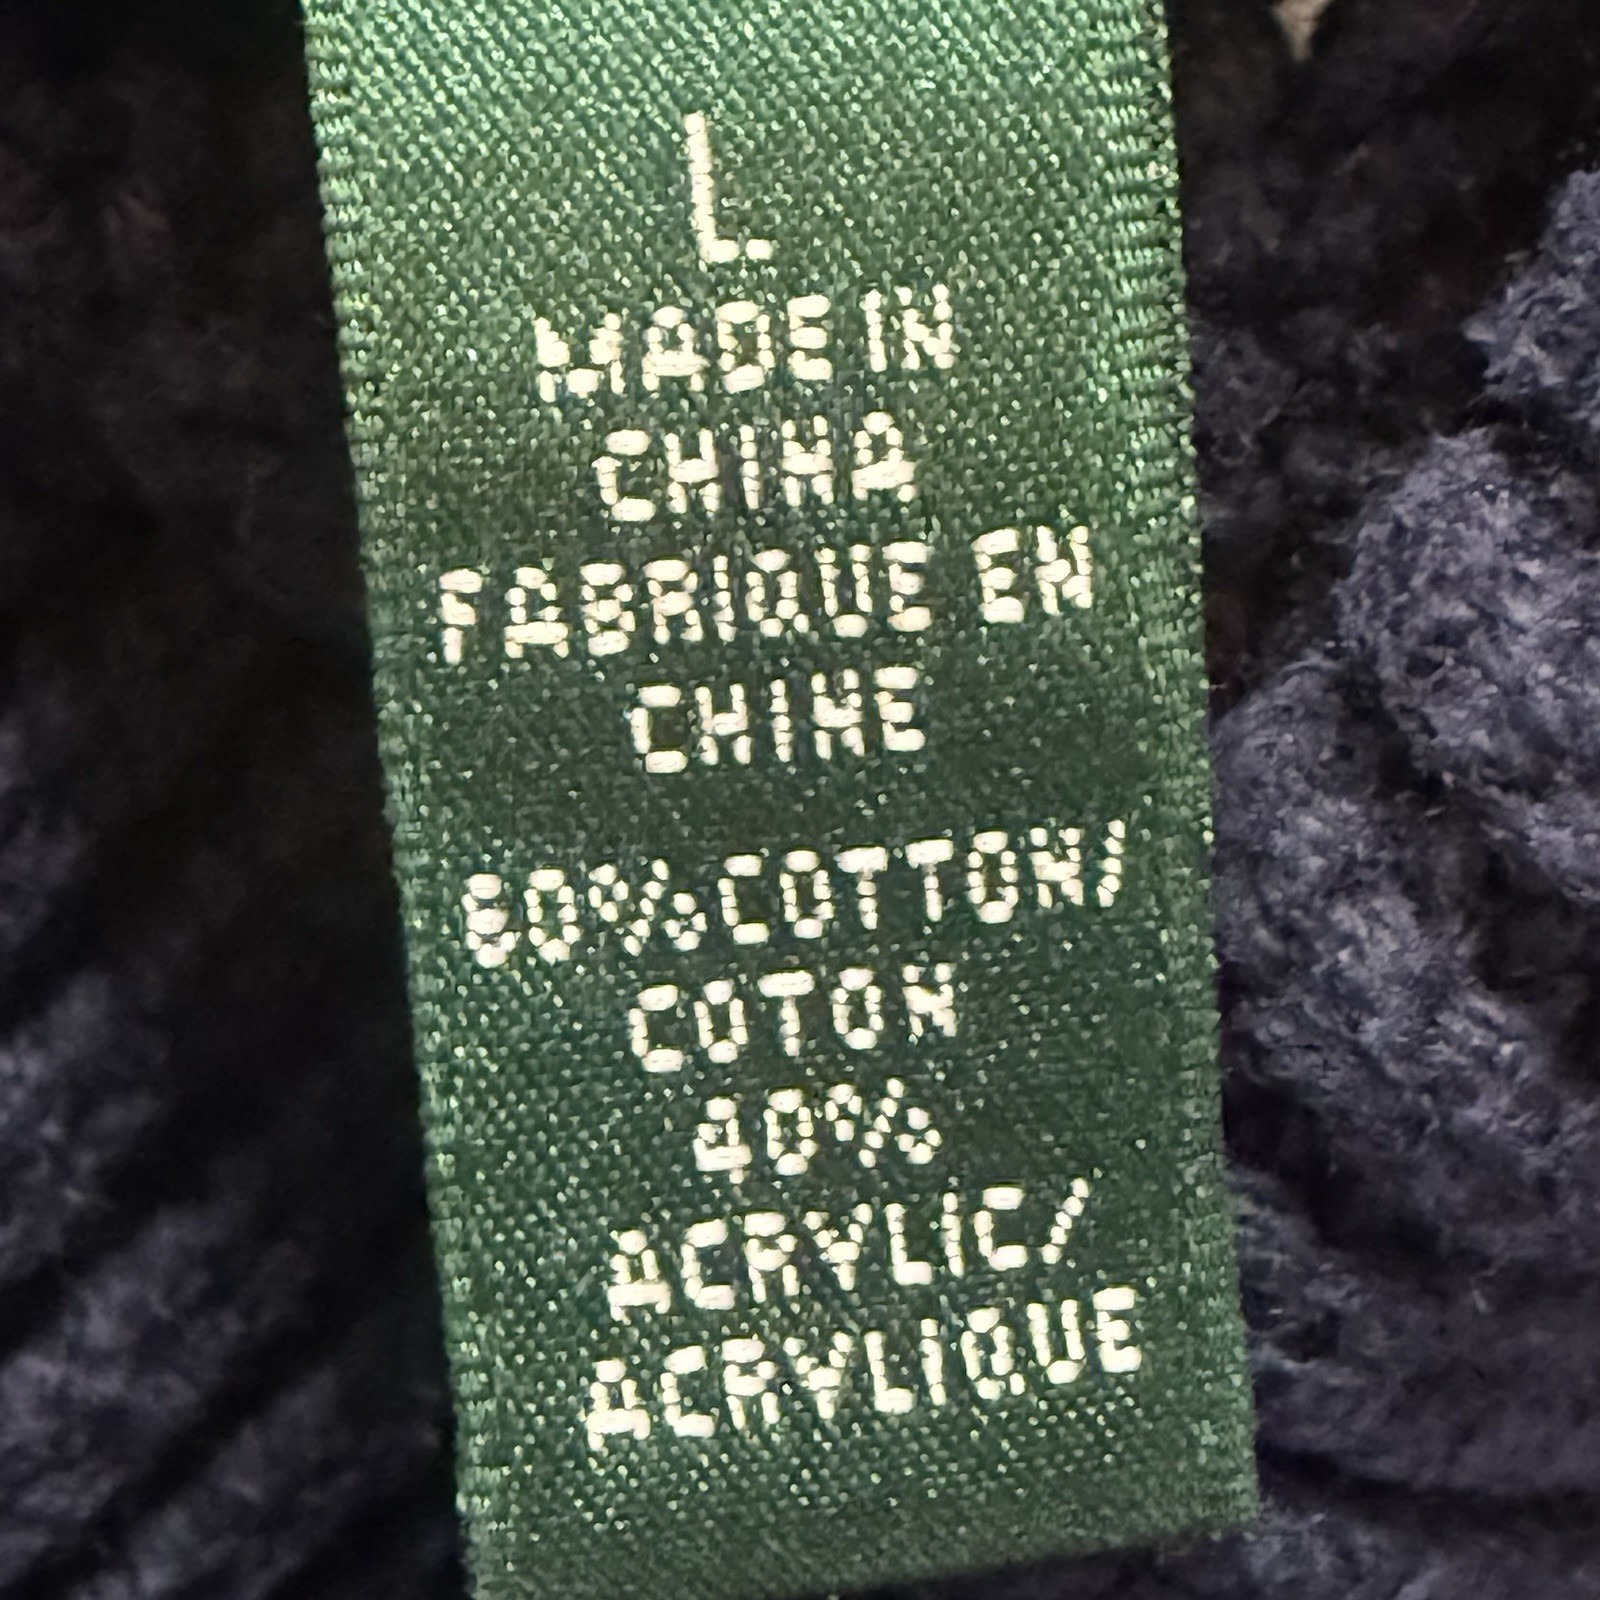 L
MADE IN
CHINA
FABRIQUE EN
CHINE
60%COTTON/
COTON
40%
ACRYLIC/
ACRYLIQUE